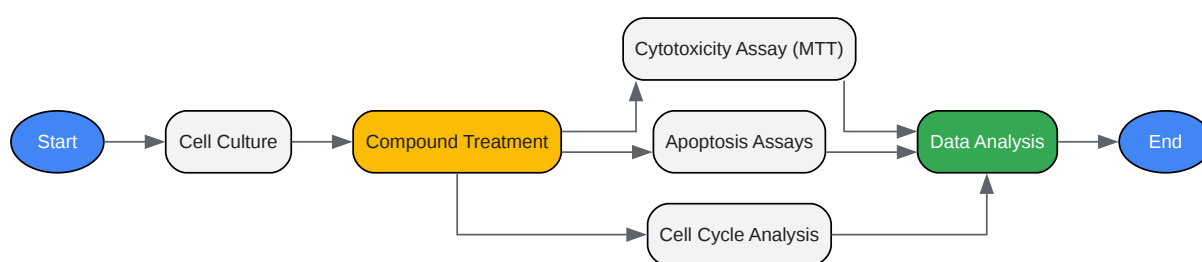 Start
Cell Culture
Compound Treatment
Cytotoxicity Assay (MTT)
Apoptosis Assays
Cell Cycle Analysis
Data Analysis
End